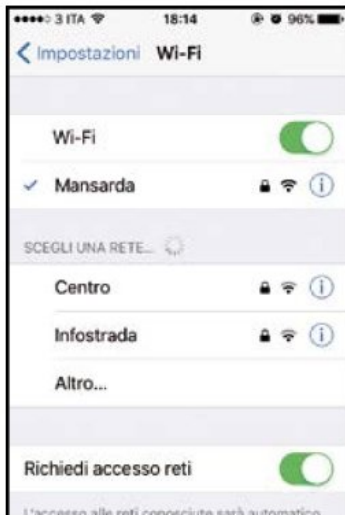 3 ITA 18:14 96%
Impostazioni Wi-Fi
Wi-Fi
Mansarda
SCEGLI UNA RETE...
Centro
Infostrada
Altro...
Richiedi accesso reti
L'accesso alle reti conosciute sarà automatico